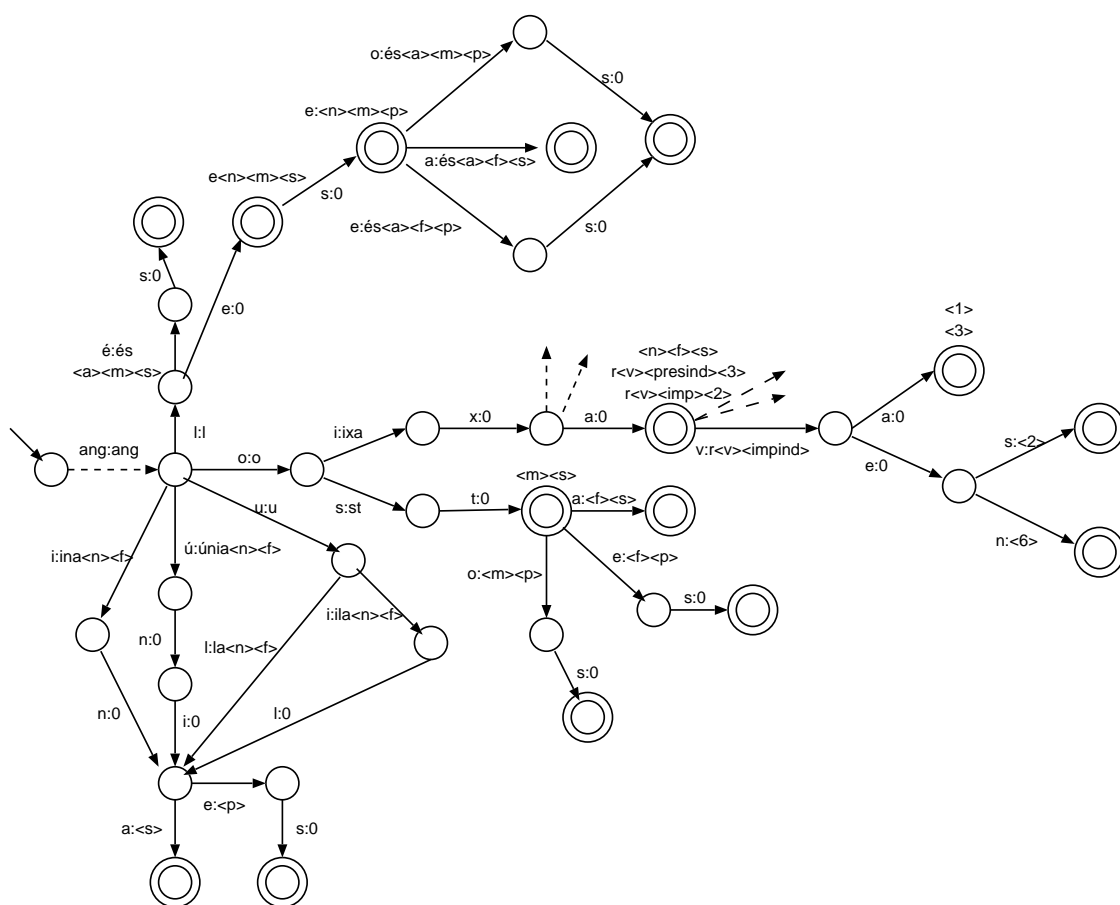 o:és<a><m><p>
s:0
e:<n><m><p>
a:és<a><f><s>
e<n><m><s>
s:0
e:és<a><f><p>
s:0
s:0
e:0
é:és
<a><m><s>
<1>
<3>
<n><f><s>
r<v><presind><3>
r<v><imp><2>
i:ixa
x:0
a:0
a:0
l:l
v:r<v><impind>
s:<2>
ang:ang
o:o
e:0
<m><s>
s:st
t:0
a:<f><s>
u:u
n:<6>
i:ina<n><f>
ú:únia<n><f>
e:<f><p>
o:<m><p>
s:0
i:ila<n><f>
n:0
l:la<n><f>
s:0
n:0
i:0
l:0
e:<p>
a:<s>
s:0